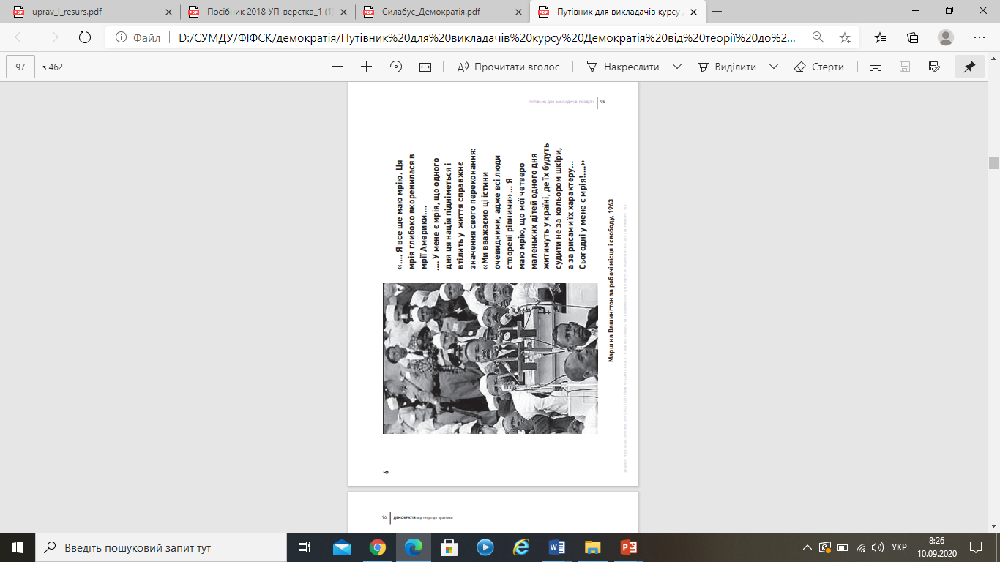 uprav_l_resurs.pdf
Посібник 2018 УП-верстка_1 (1)
Силабус_Демократія.pdf
Путівник для викладачів курсу
Файл
D:/СУМДУ/ФІФСК/демократія/Путівник%20для%20викладачів%20курсу%20Демократія%20від%20теорії%20до%2...
97
з 462
Прочитати вголос
Накреслити
Виділити
Стерти
ПУТІВНИК ДЛЯ ВИКЛАДАЧІВ. РОЗДІЛ I
95
«.... Я все ще маю мрію. Ця
мрія глибоко вкоренилася в
мрії Америки....
.... У мене є мрія, що одного
дня ця нація підніметься і
втілить у життя справжнє
значення свого переконання:
«Ми вважаємо ці істини
очевидними, адже всі люди
створені рівними»... Я
маю мрію, що мої четверо
маленьких дітей одного дня
житимуть у країні, де їх будуть
судити не за кольором шкіри,
а за рисами їх характеру...
Сьогодні у мене є мрія!....»
Марш на Вашингтон за робочі місця і свободу, 1963
6
96
ДЕМОКРАТІЯ: від теорії до практики
Введіть пошуковий запит тут
УКР
8:26
10.09.2020